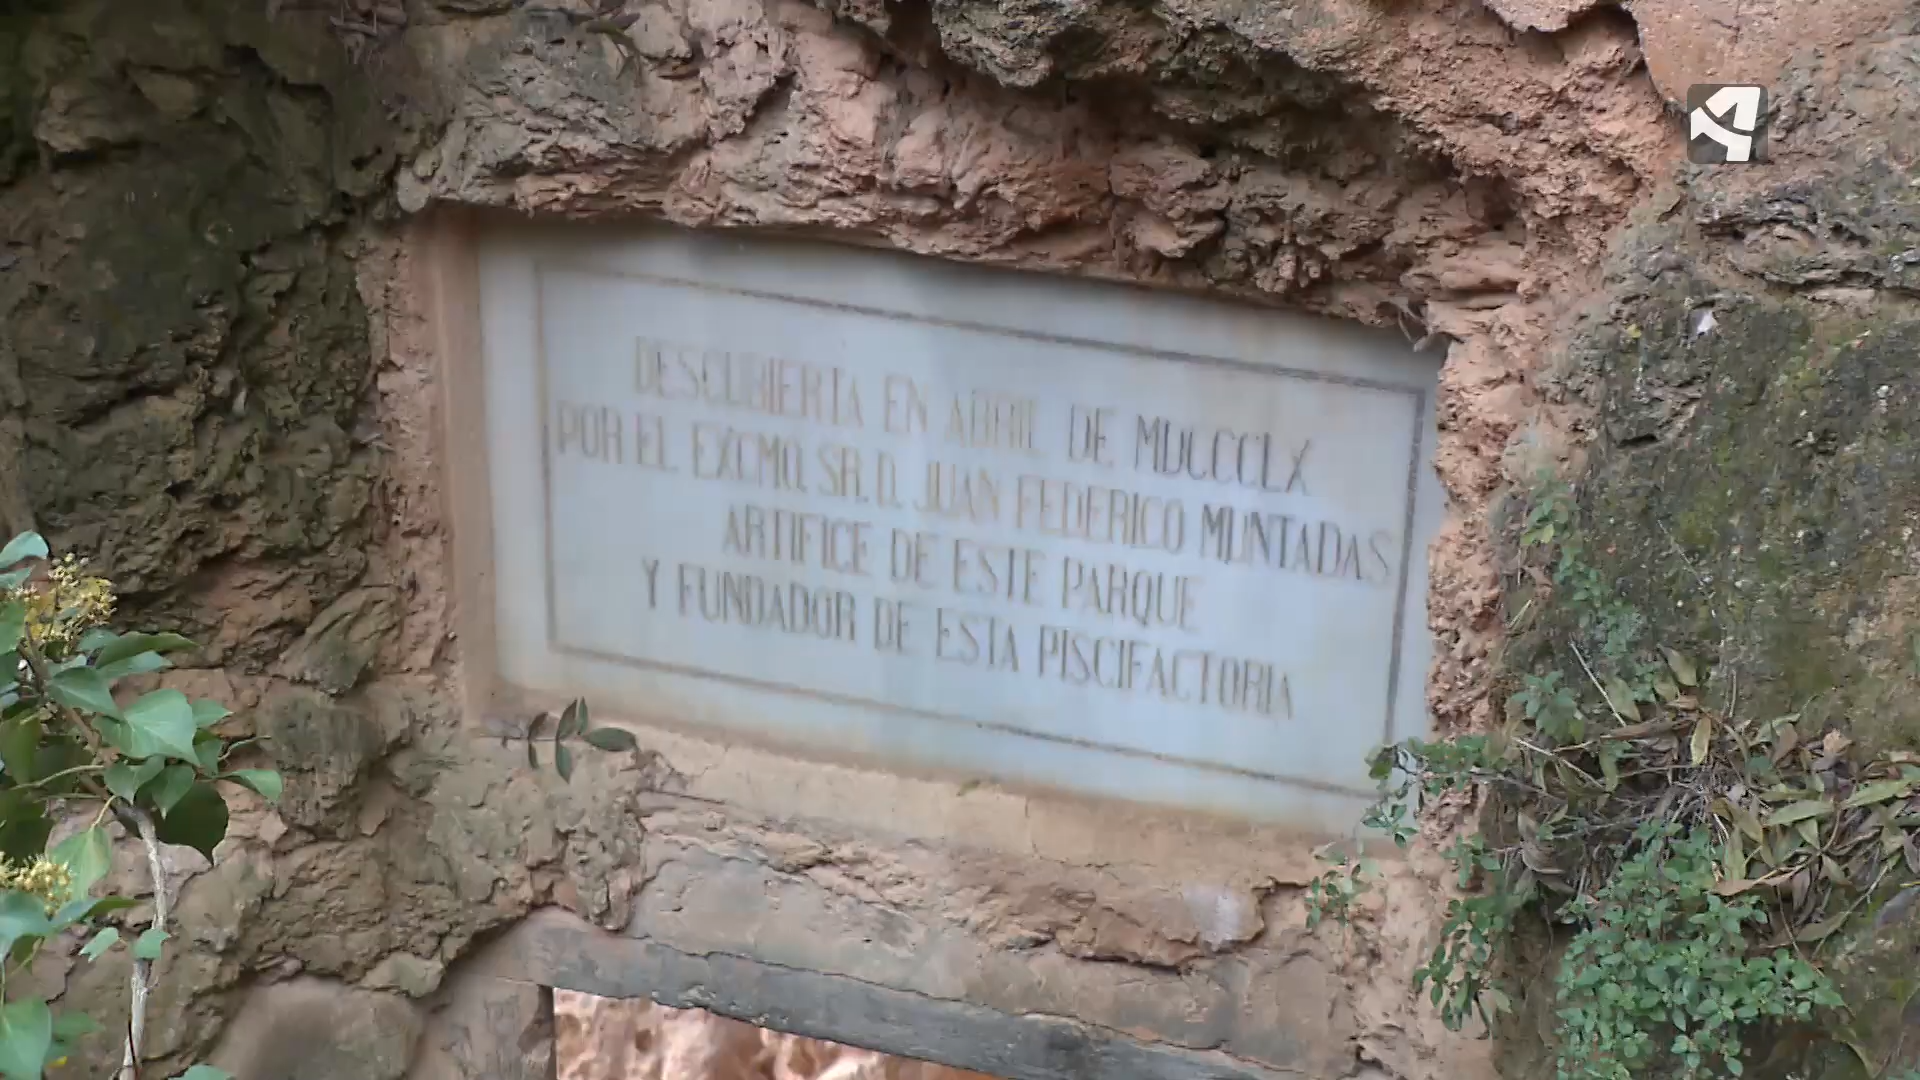 DESCUBIERTA EN ABRIL DE MDCCCLX
POR EL EXCMO. SR. D. JUAN FEDERICO MUNTADAS
ARTIFICE DE ESTE PARQUE
Y FUNDADOR DE ESTA PISCIFACTORIA